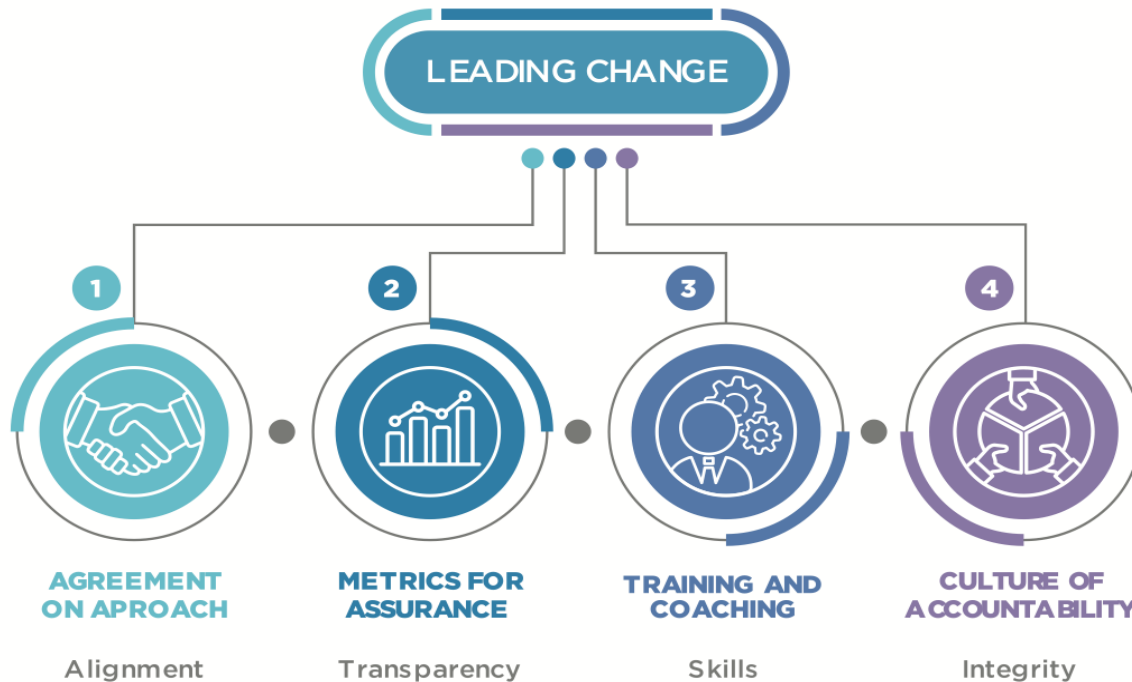 LEADING CHANGE
1
2
3
4
AGREEMENT
ON APROACH
METRICS FOR
ASSURANCE
TRAINING AND
COACHING
CULTURE OF
ACCOUNTABILITY
Alignment
Transparency
Skills
Integrity